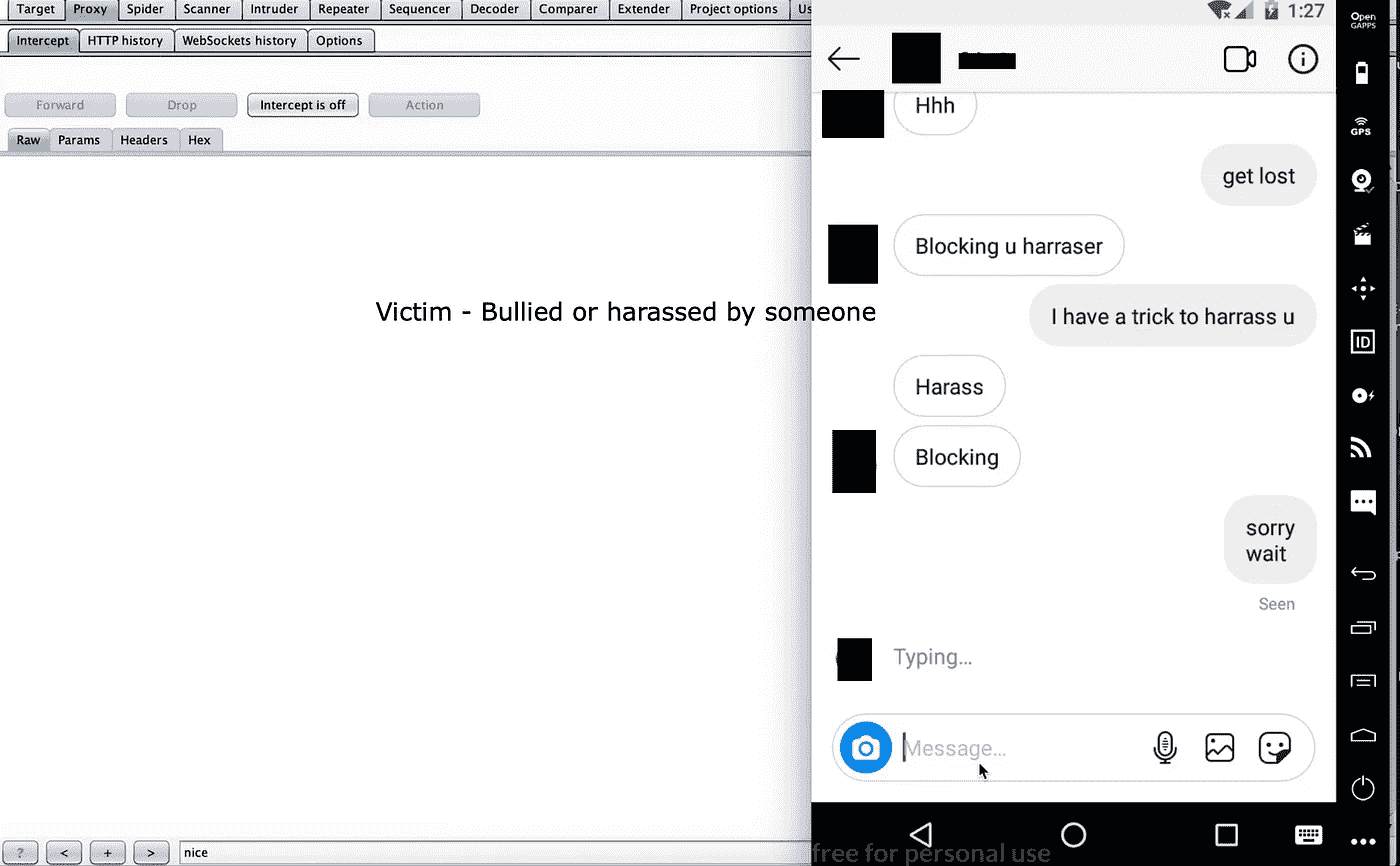 Target Proxy Spider Scanner Intruder Repeater Sequencer Decoder Comparer Extender Project options Us
Intercept HTTP history WebSockets history Options
Forward Drop Intercept is off Action
Raw Params Headers Hex
? < + > nice
1:27
Hhh
get lost
Blocking u harraser
Victim - Bullied or harassed by someone
I have a trick to harrass u
Harass
Blocking
sorry
wait
Seen
Typing...
Message...
free for personal use
Open
GAPPS
GPS
ID